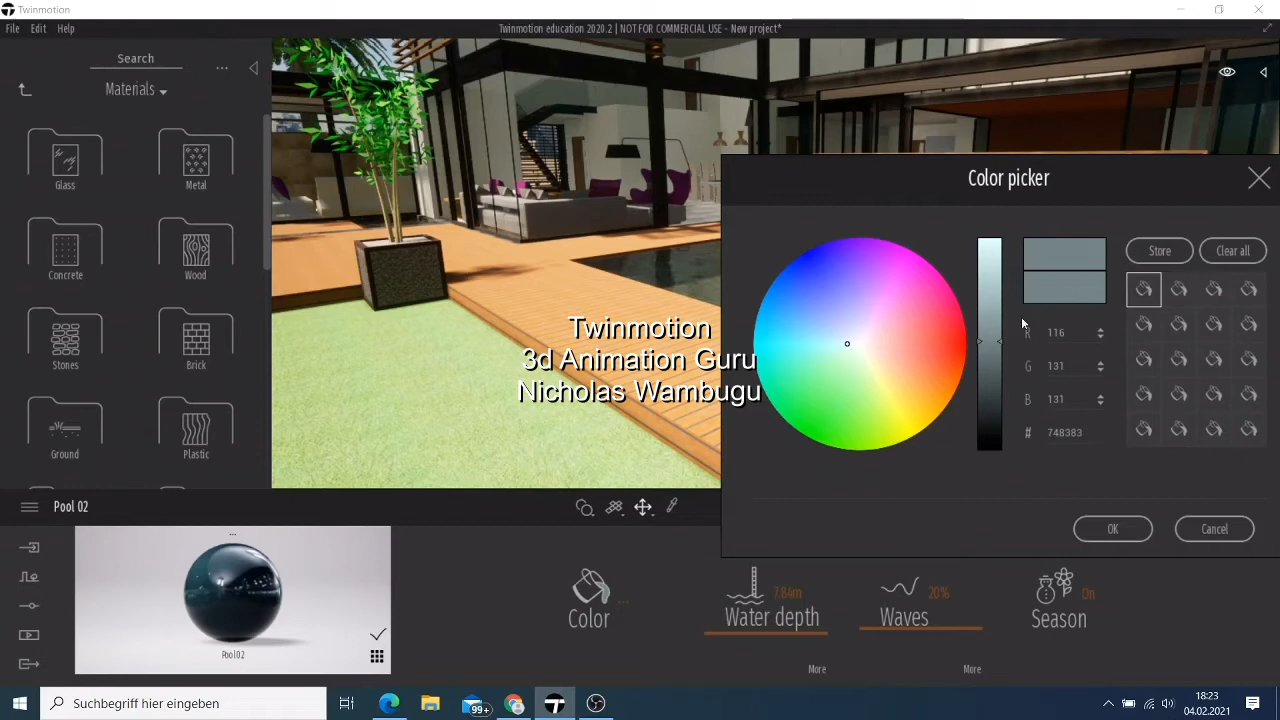 Twinmotion
File Edit Help
Twinmotion education 2020.2 | NOT FOR COMMERCIAL USE - New project*
Search
...
Materials
Glass
Metal
Concrete
Wood
Stones
Brick
Ground
Plastic
Color picker
Store
Clear all
R 116
G 131
B 131
# 748383
OK
Cancel
Twinmotion
3d Animation Guru
Nicholas Wambugu
Pool 02
...
Pool 02
Color ...
Water depth 7.84m
Waves 20%
Season On
More
More
Suchbegriff hier eingeben
99+
18:23
04.02.2021